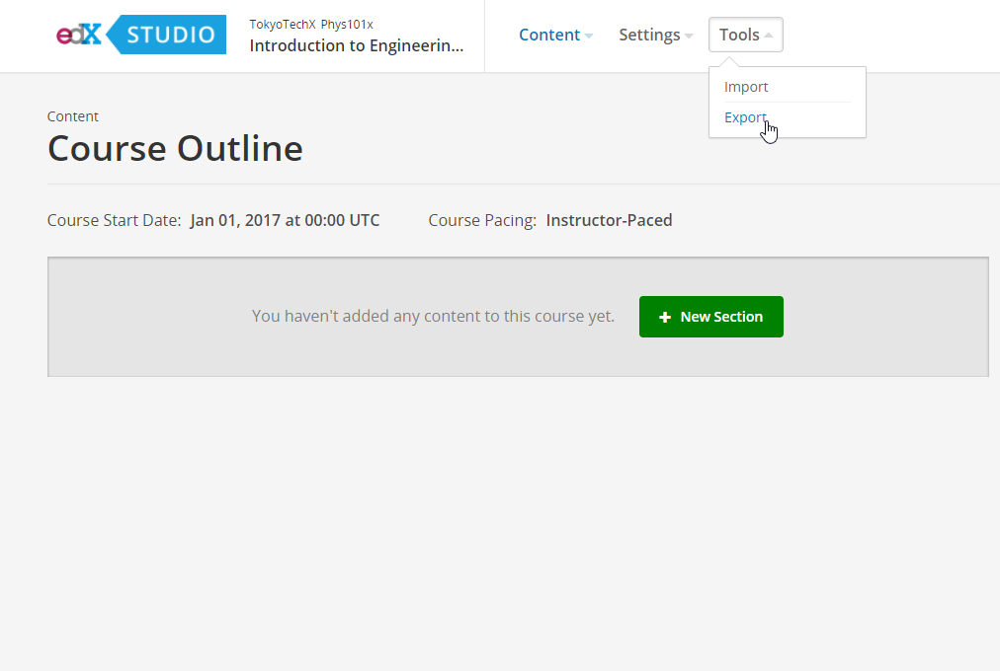 edX STUDIO
TokyoTechX Phys101x
Introduction to Engineerin...
Content
Settings
Tools
Import
Export
Content
Course Outline
Course Start Date: Jan 01, 2017 at 00:00 UTC
Course Pacing: Instructor-Paced
You haven't added any content to this course yet.
+ New Section